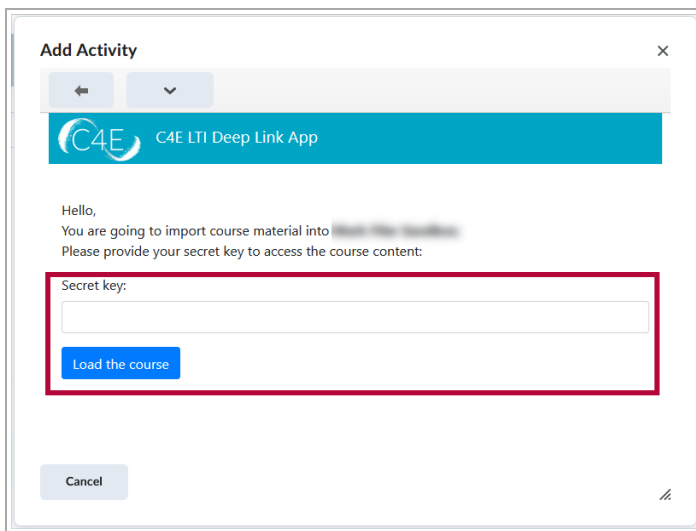 Add Activity
C4E
C4E LTI Deep Link App
Hello,
You are going to import course material into
Please provide your secret key to access the course content:
Secret key:
Load the course
Cancel